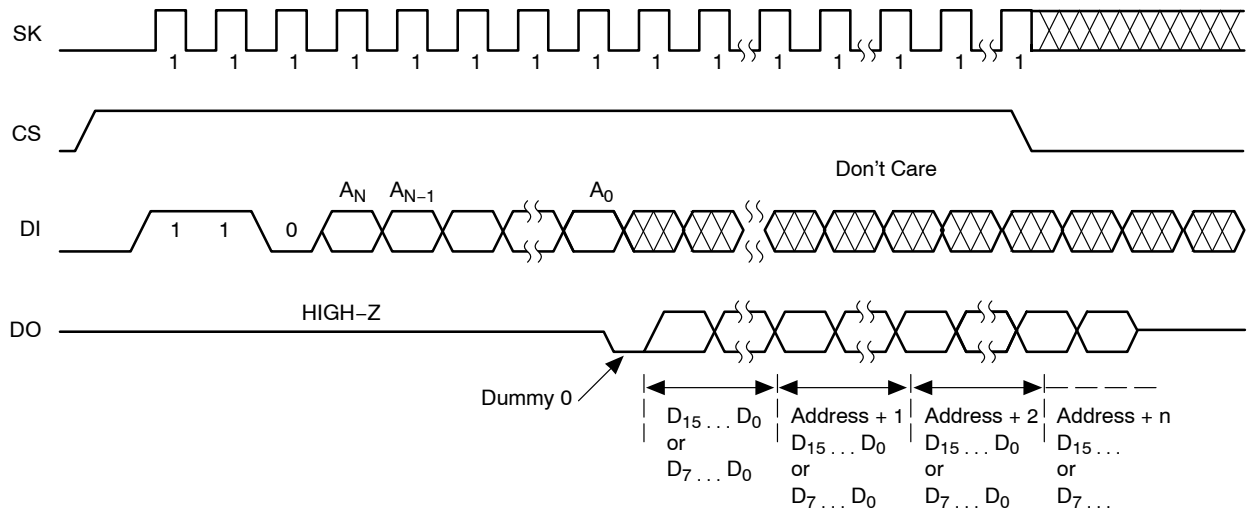 SK
1 1 1 1 1 1 1 1 1 1 1 1 1 1 1
CS
Don't Care
A_N A_N−1 A_0
DI
1 1 0
HIGH−Z
DO
Dummy 0
D_15 . . . D_0
or
D_7 . . . D_0
Address + 1
D_15 . . . D_0
or
D_7 . . . D_0
Address + 2
D_15 . . . D_0
or
D_7 . . . D_0
Address + n
D_15 . . .
or
D_7 . . .